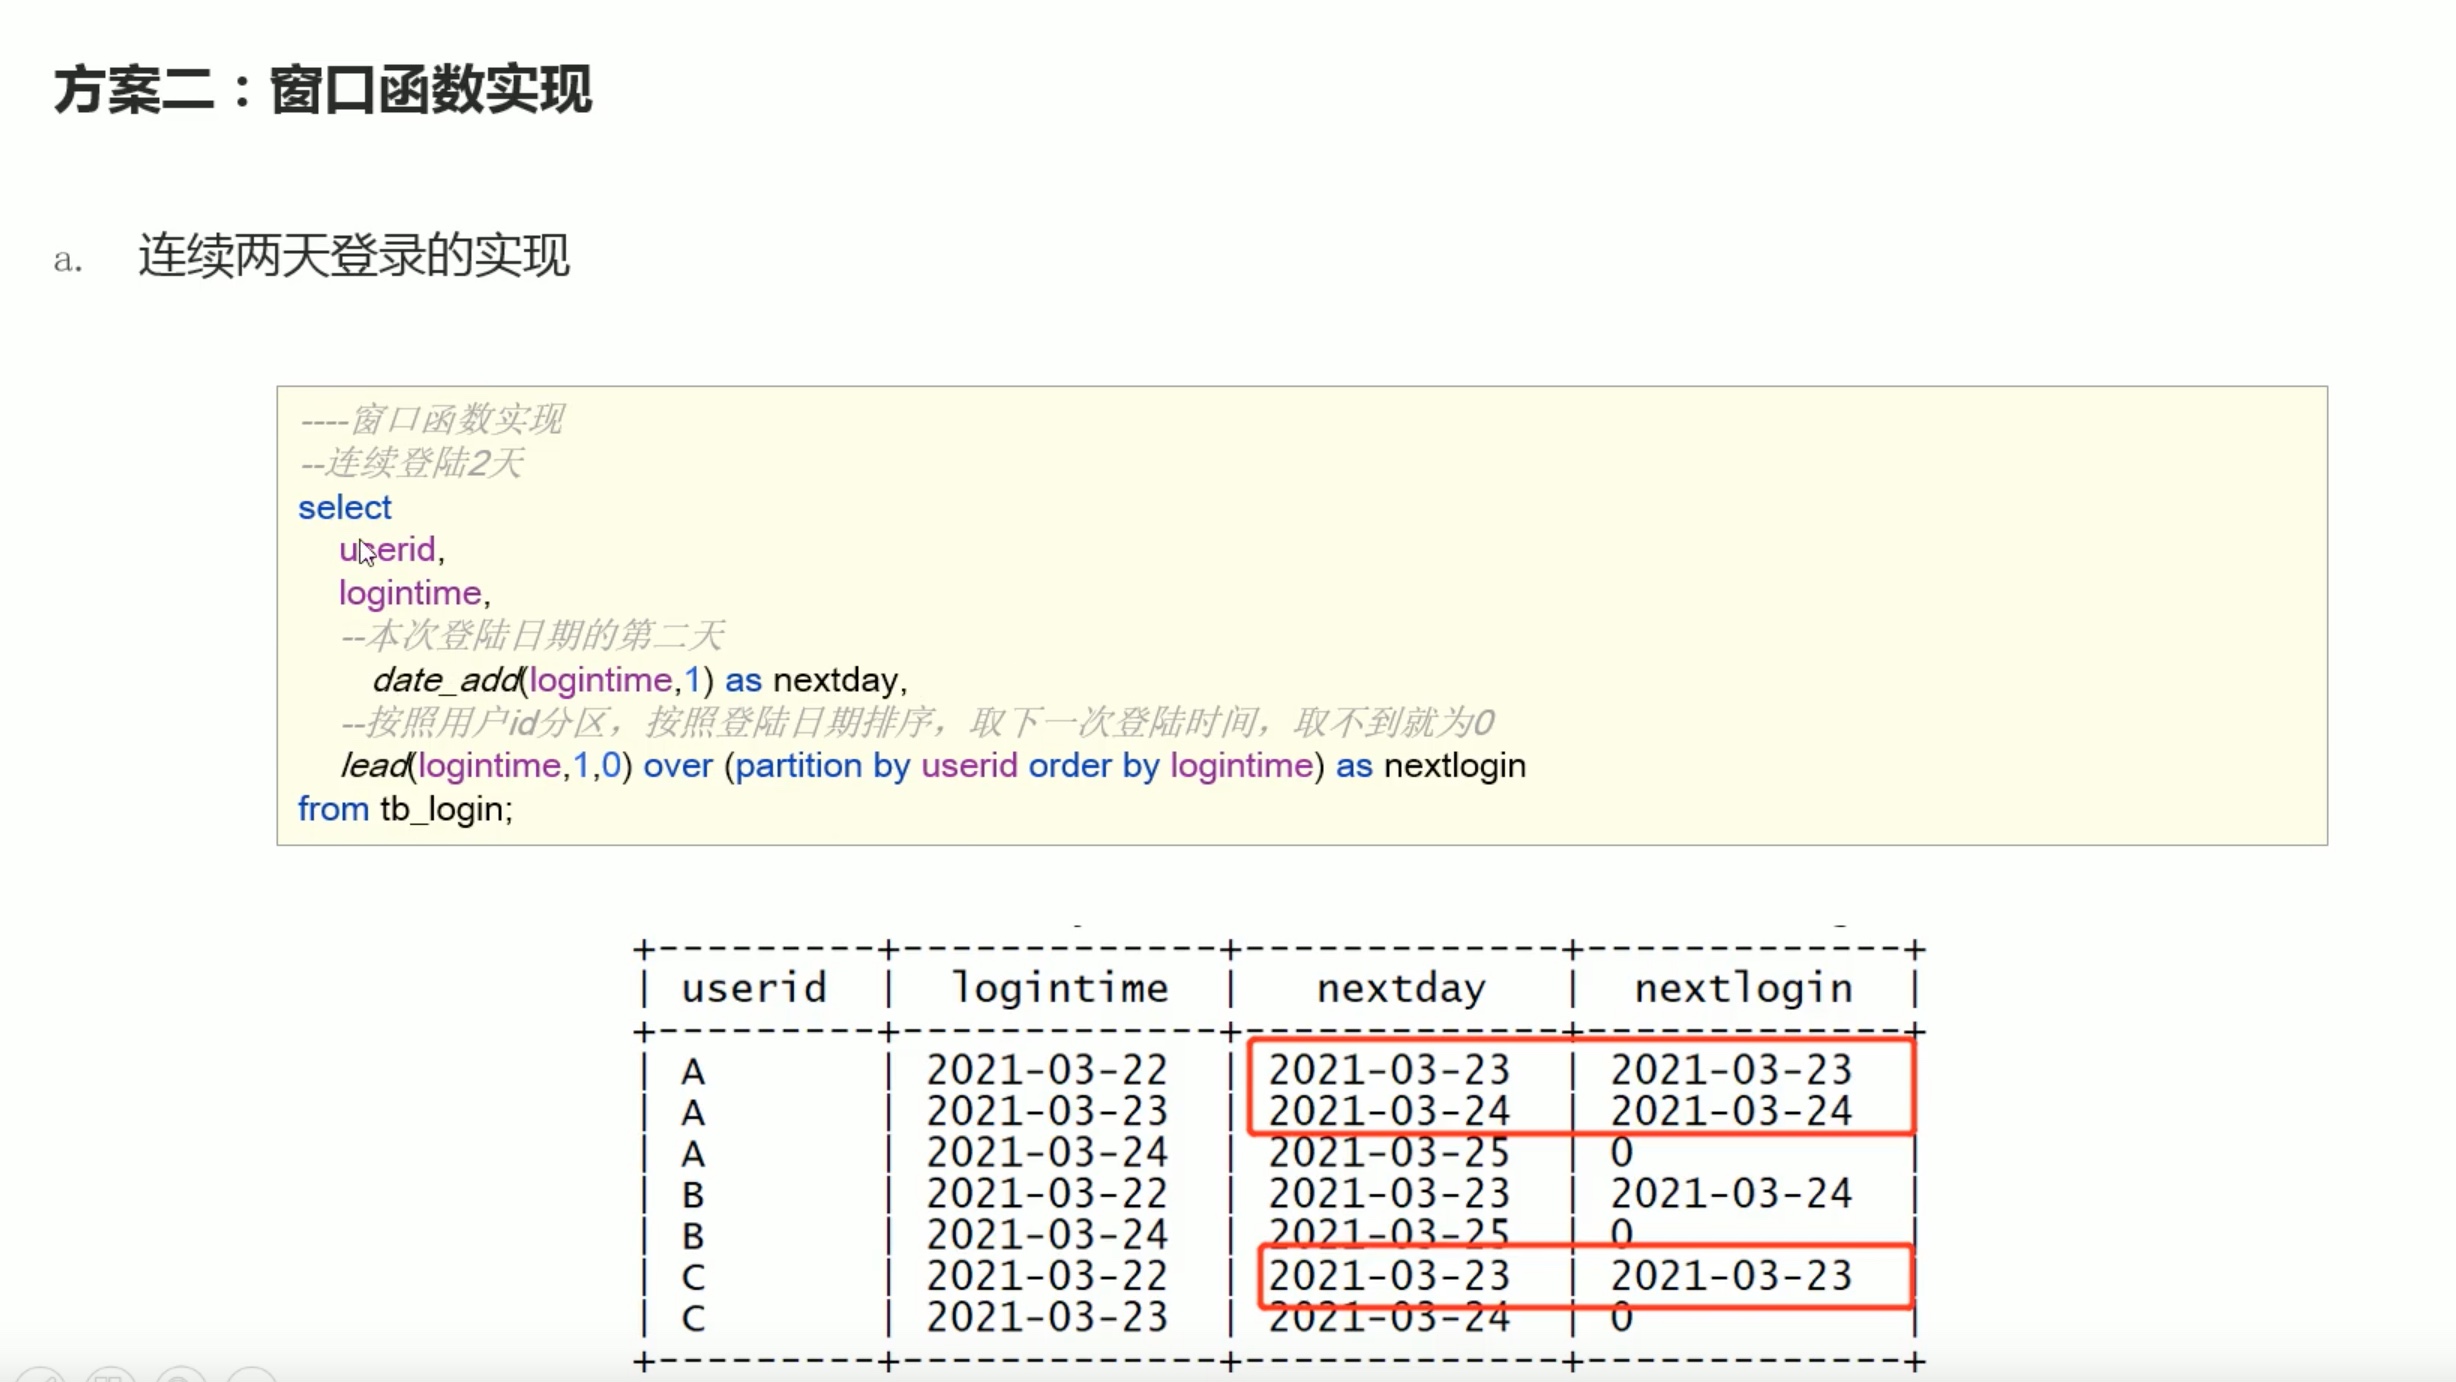 方案二：窗口函数实现
a. 连续两天登录的实现
----窗口函数实现
--连续登陆2天
select
userid,
logintime,
--本次登陆日期的第二天
date_add(logintime,1) as nextday,
--按照用户id分区，按照登陆日期排序，取下一次登陆时间，取不到就为0
lead(logintime,1,0) over (partition by userid order by logintime) as nextlogin
from tb_login;
+---------+-------------+-------------+-------------+
| userid | logintime | nextday | nextlogin |
+---------+-------------+-------------+-------------+
| A | 2021-03-22 | 2021-03-23 | 2021-03-23 |
| A | 2021-03-23 | 2021-03-24 | 2021-03-24 |
| A | 2021-03-24 | 2021-03-25 | 0 |
| B | 2021-03-22 | 2021-03-23 | 2021-03-24 |
| B | 2021-03-24 | 2021-03-25 | 0 |
| C | 2021-03-22 | 2021-03-23 | 2021-03-23 |
| C | 2021-03-23 | 2021-03-24 | 0 |
+---------+-------------+-------------+-------------+